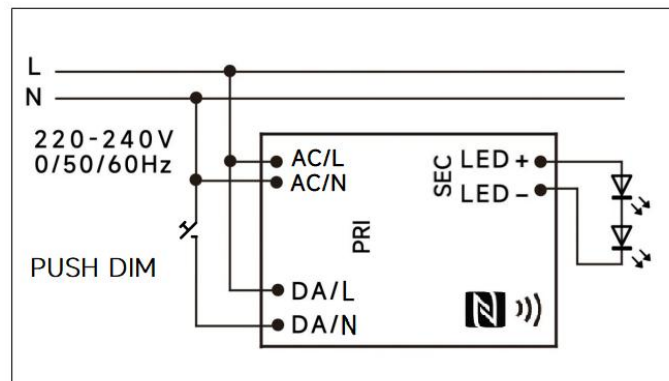 L
N
220-240V
0/50/60Hz
PUSH DIM
AC/L
AC/N
PRI
DA/L
DA/N
SEC
LED +
LED -